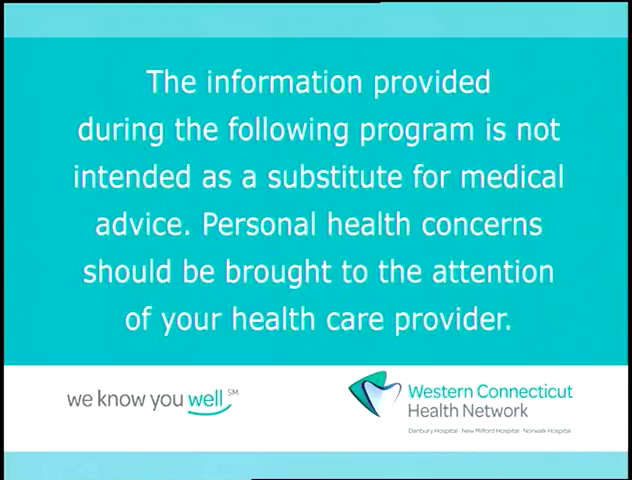 The information provided
during the following program is not
intended as a substitute for medical
advice. Personal health concerns
should be brought to the attention
of your health care provider.
we know you well SM
Western Connecticut
Health Network
Danbury Hospital New Milford Hospital Norwalk Hospital